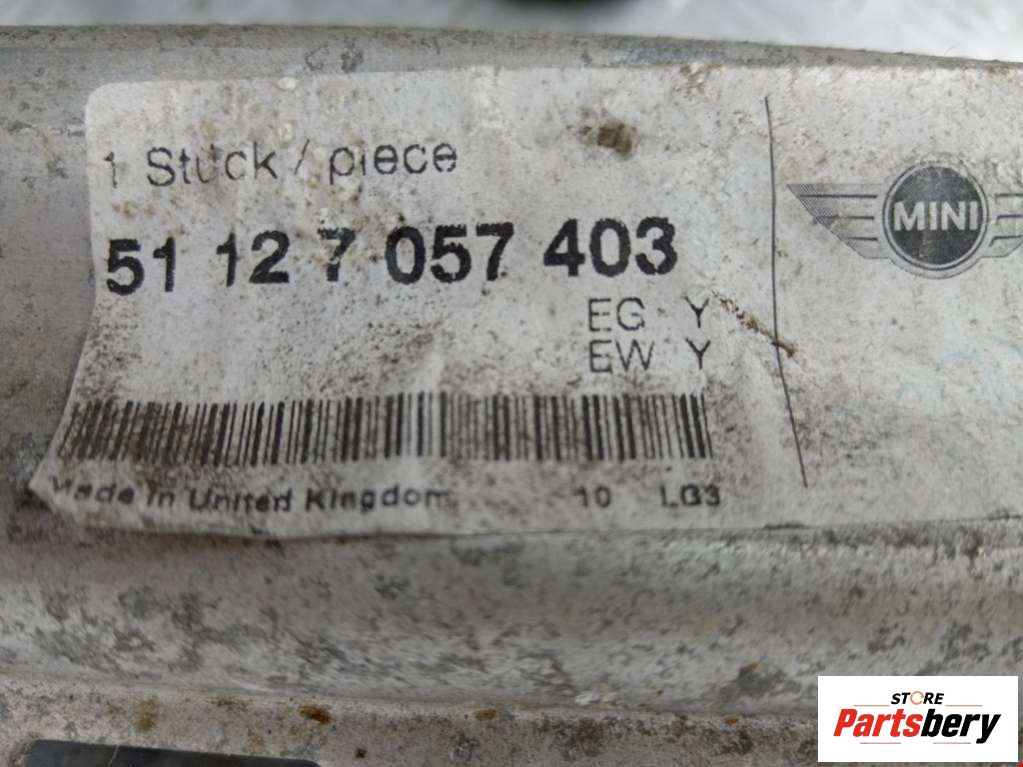 1 Stück / piece
MINI
51 12 7 057 403
EG Y
EW Y
Made in United Kingdom 10 LG3
STORE
Partsbery